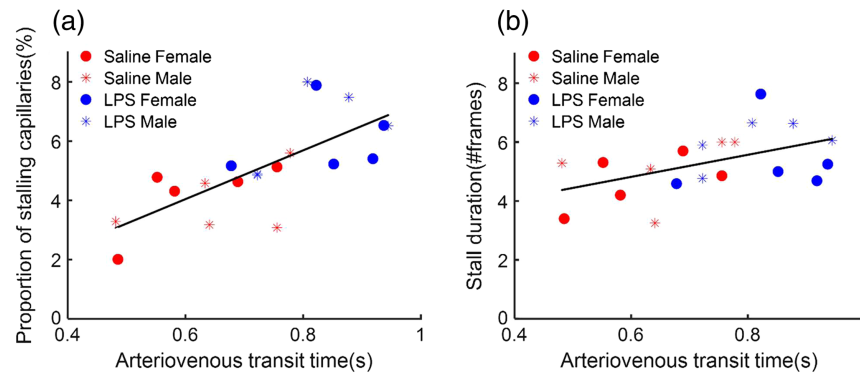 (a)
Proportion of stalling capillaries(%)
8
6
4
2
0
Saline Female
Saline Male
LPS Female
LPS Male
0.4
0.6
0.8
1
Arteriovenous transit time(s)
(b)
Stall duration(#frames)
8
6
4
2
0
Saline Female
Saline Male
LPS Female
LPS Male
0.4
0.6
0.8
Arteriovenous transit time(s)